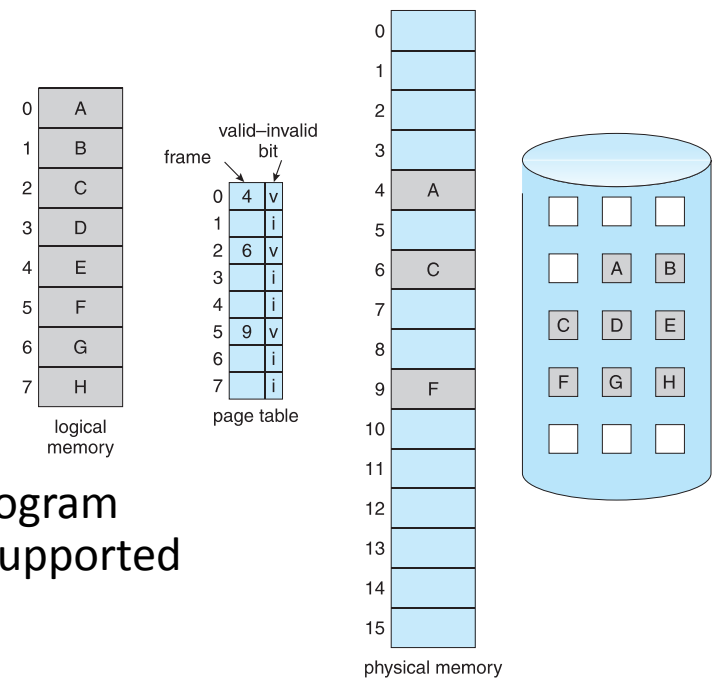 0 A
1 B
2 C
3 D
4 E
5 F
6 G
7 H
logical
memory
valid–invalid
bit
frame
0 4 v
1 i
2 6 v
3 i
4 i
5 9 v
6 i
7 i
page table
0
1
2
3
4 A
5
6 C
7
8
9 F
10
11
12
13
14
15
physical memory
A B
C D E
F G H
ogram
upported